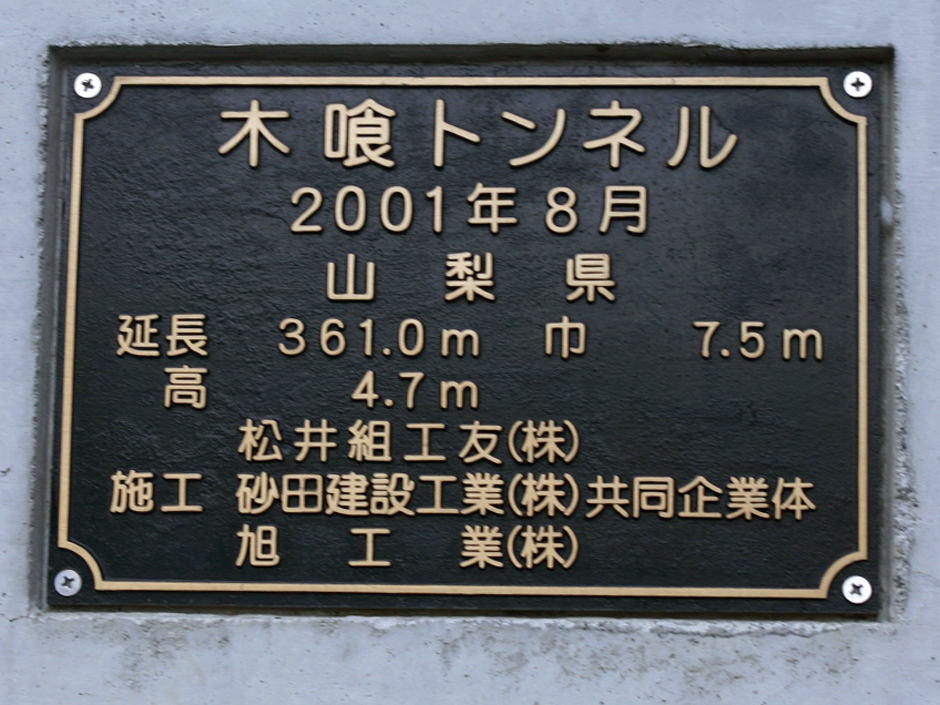 木喰トンネル
2001年8月
山梨県
延長 361.0m 巾 7.5m
高 4.7m
松井組工友(株)
施工 砂田建設工業(株)共同企業体
旭工業(株)